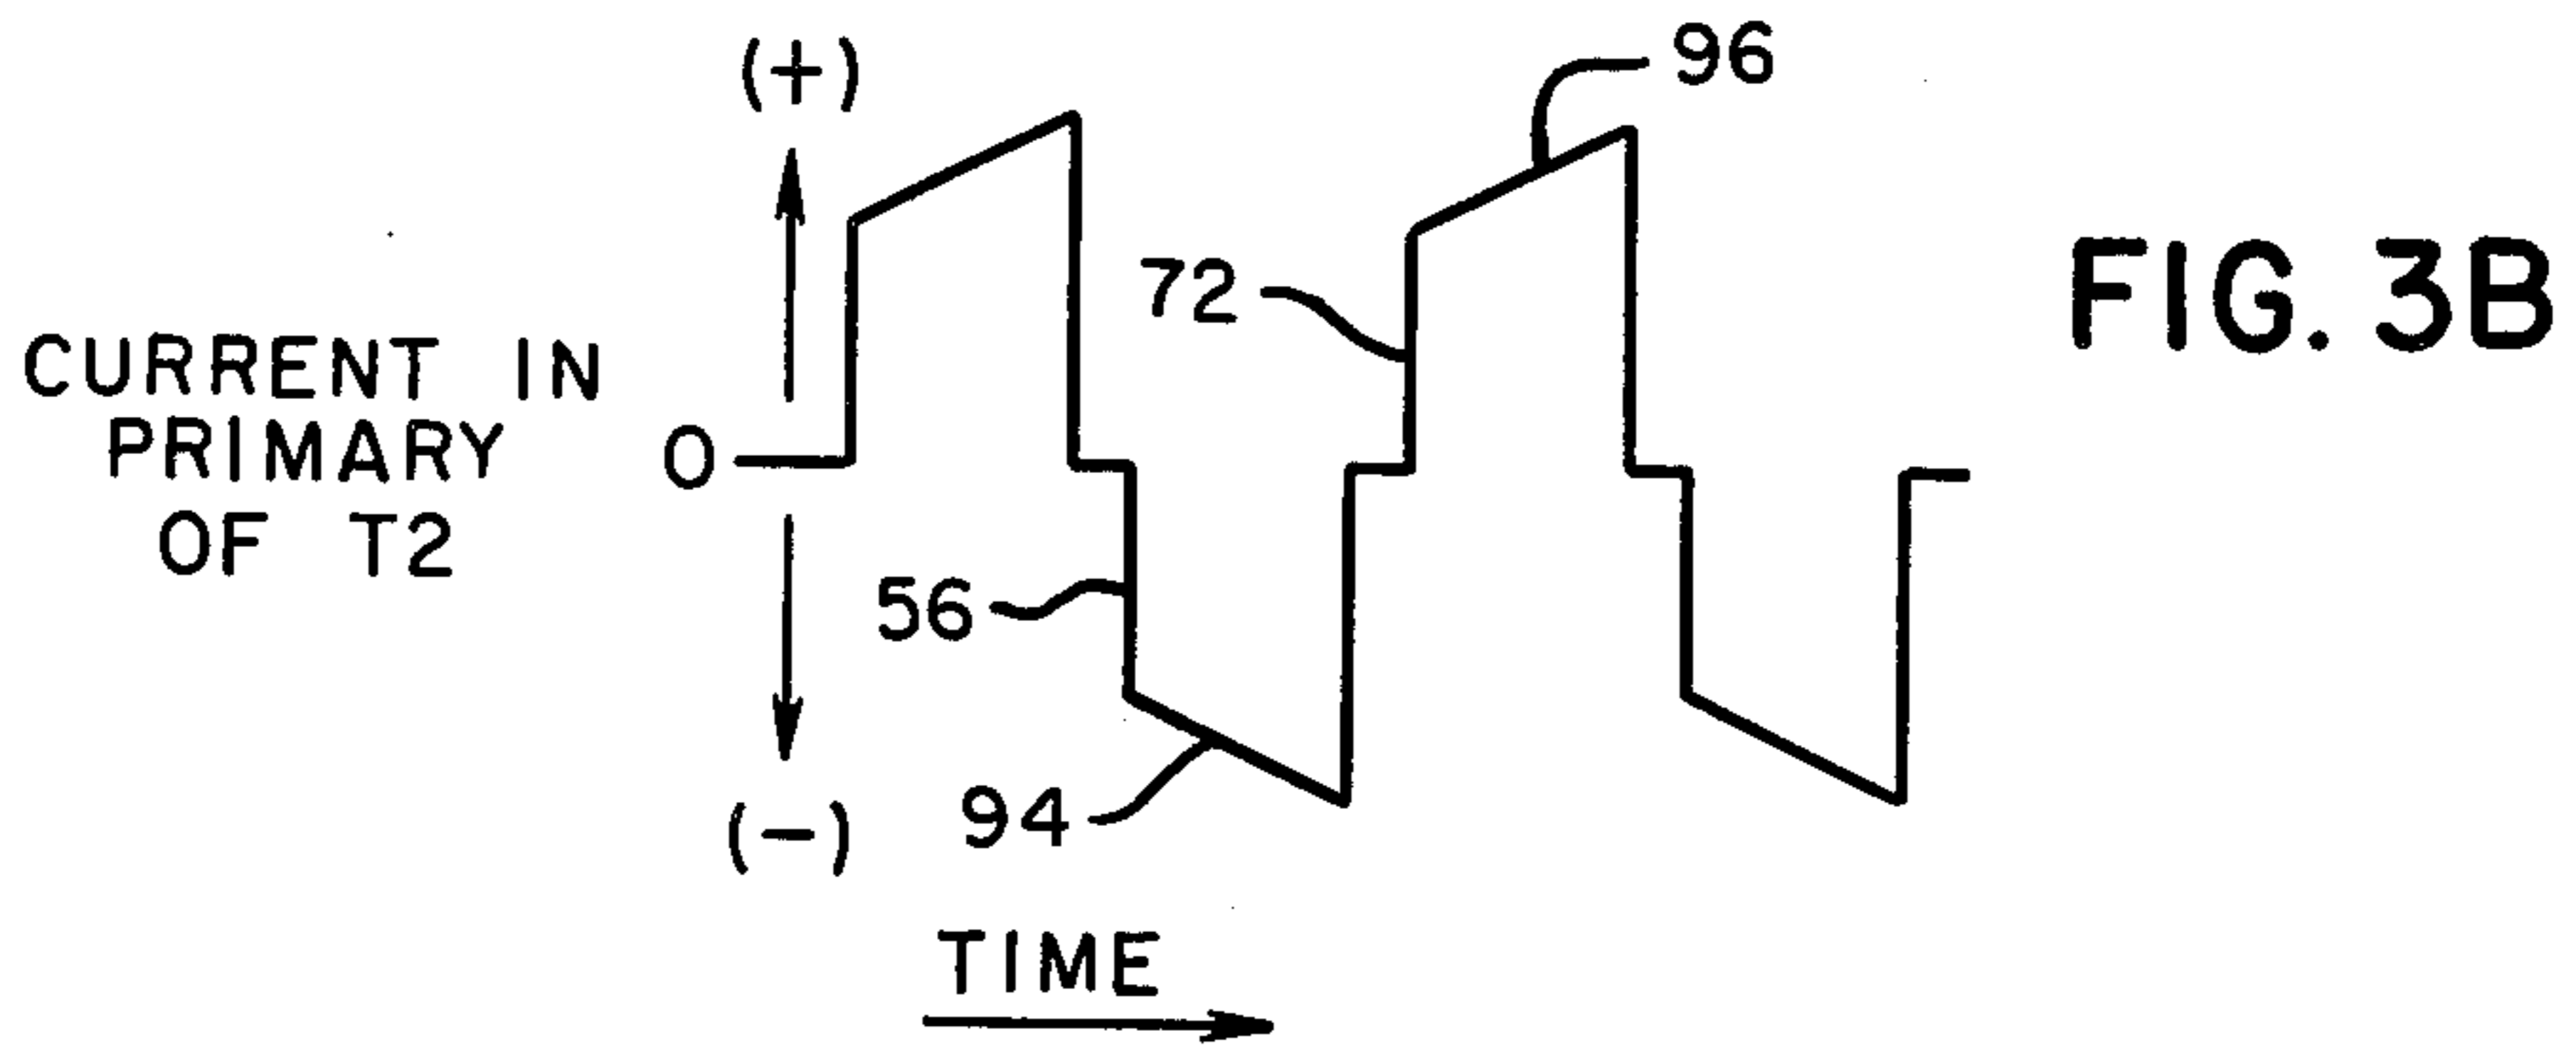 (+)
96
72
FIG. 3B
CURRENT IN
PRIMARY
OF T2
0
56
94
(-)
TIME